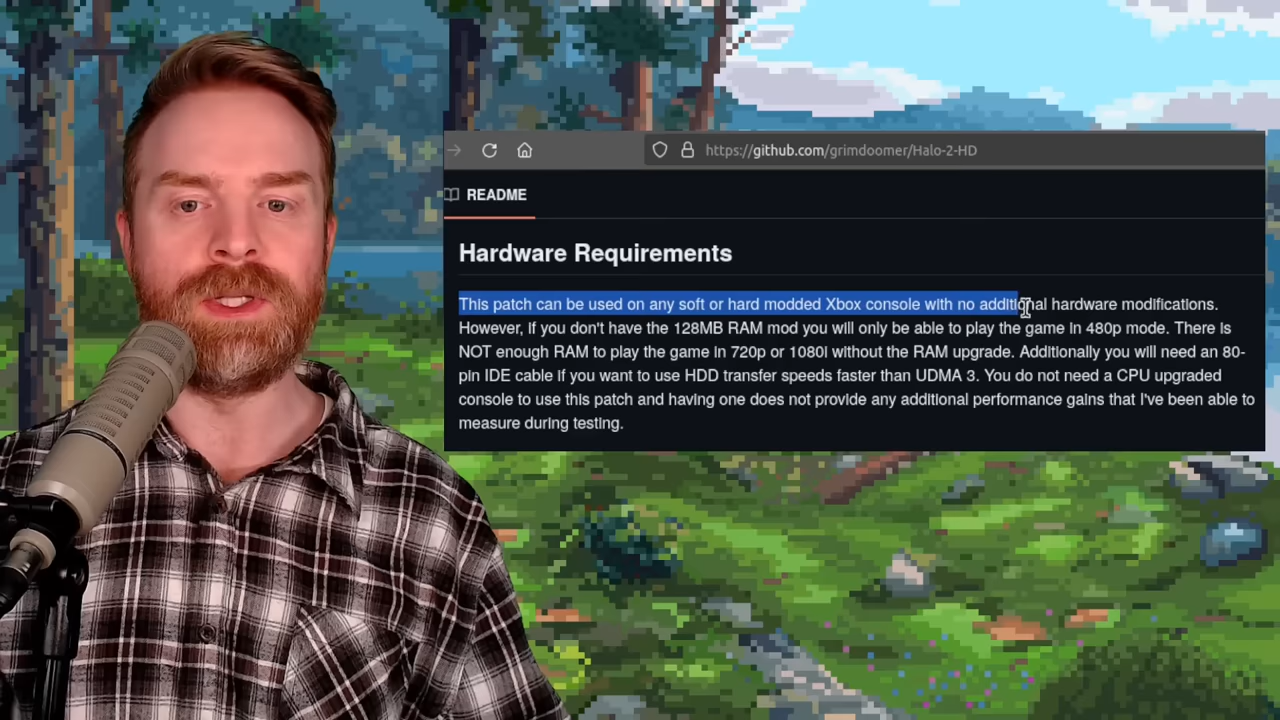 https://github.com/grimdoomer/Halo-2-HD
README
Hardware Requirements
This patch can be used on any soft or hard modded Xbox console with no additional hardware modifications.
However, if you don't have the 128MB RAM mod you will only be able to play the game in 480p mode. There is
NOT enough RAM to play the game in 720p or 1080i without the RAM upgrade. Additionally you will need an 80-
pin IDE cable if you want to use HDD transfer speeds faster than UDMA 3. You do not need a CPU upgraded
console to use this patch and having one does not provide any additional performance gains that I've been able to
measure during testing.